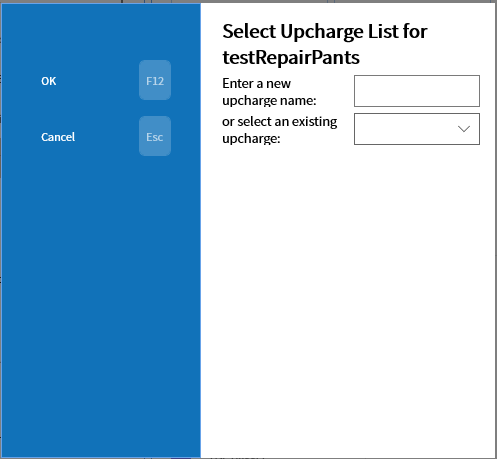 OK F12
Cancel Esc
Select Upcharge List for
testRepairPants
Enter a new
upcharge name:
or select an existing
upcharge: